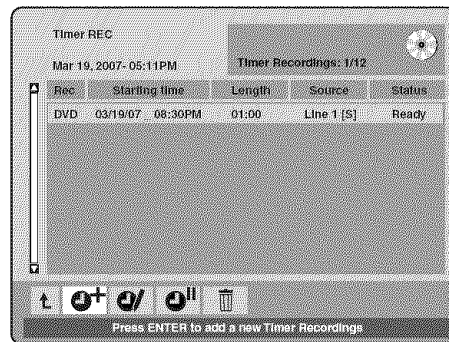 Timer REC
Mar 19, 2007- 05:11PM
Timer Recordings: 1/12
Rec Starting time Length Source Status
DVD 03/19/07 _ 08:30PM 01:00 Line 1 [S] Ready
Press ENTER to add a new Timer Recordings